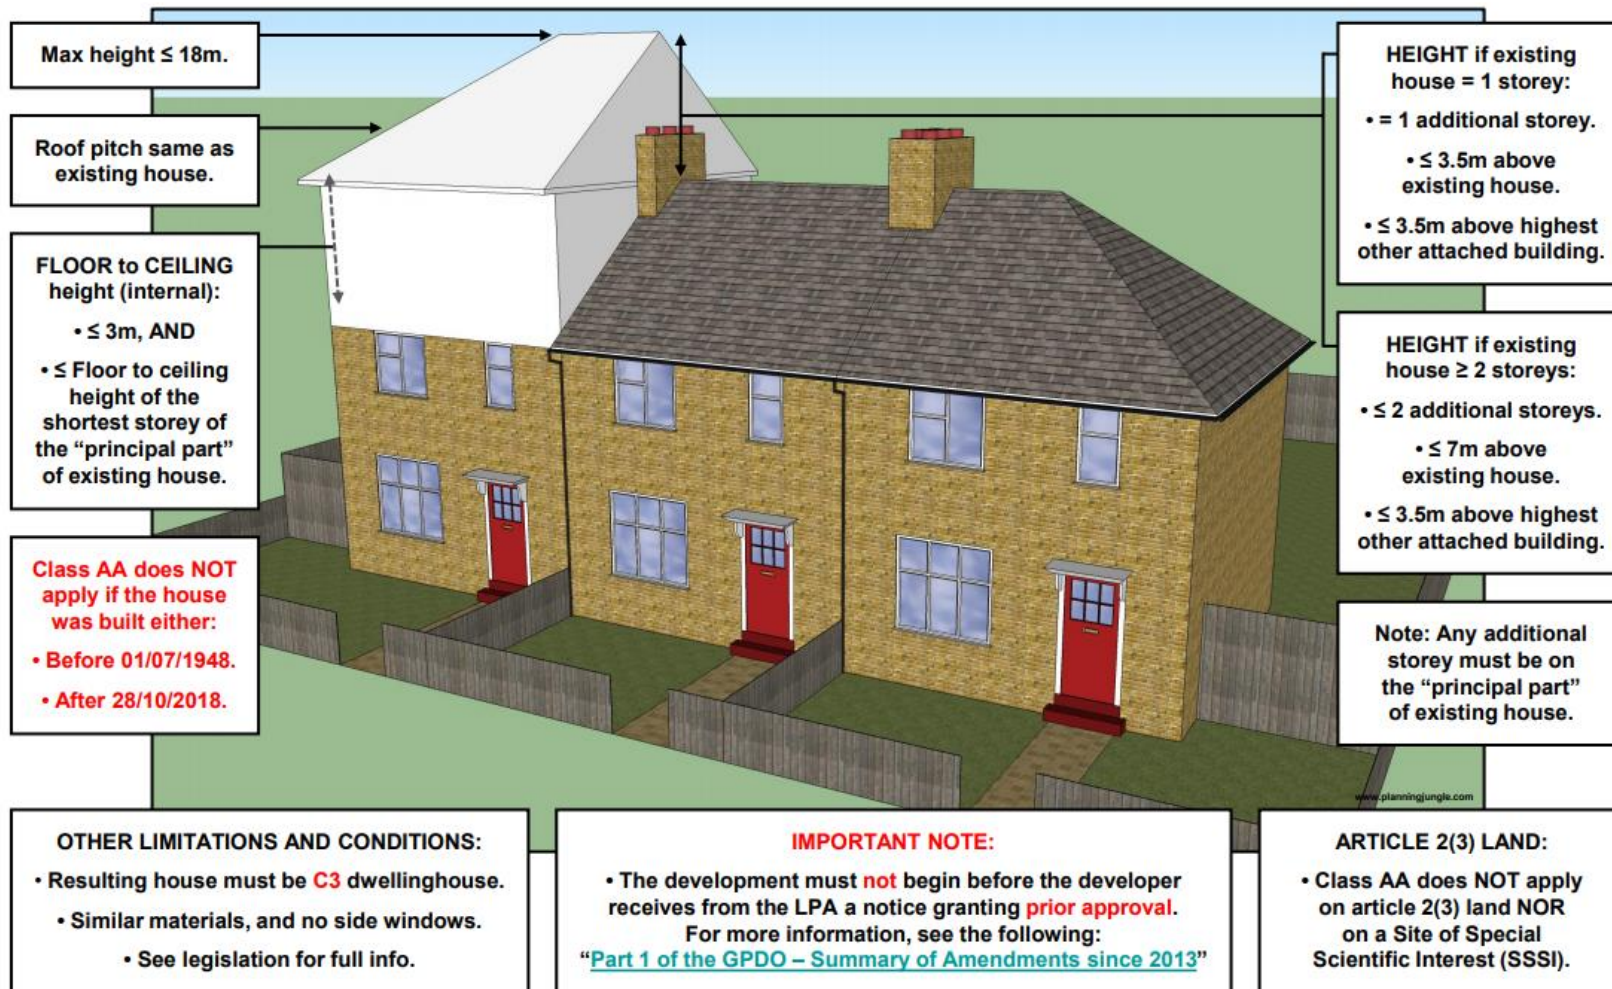 Max height ≤ 18m.
Roof pitch same as
existing house.
FLOOR to CEILING
height (internal):
• ≤ 3m, AND
• ≤ Floor to ceiling
height of the
shortest storey of
the “principal part”
of existing house.
Class AA does NOT
apply if the house
was built either:
• Before 01/07/1948.
• After 28/10/2018.
HEIGHT if existing
house = 1 storey:
• = 1 additional storey.
• ≤ 3.5m above
existing house.
• ≤ 3.5m above highest
other attached building.
HEIGHT if existing
house ≥ 2 storeys:
• ≤ 2 additional storeys.
• ≤ 7m above
existing house.
• ≤ 3.5m above highest
other attached building.
Note: Any additional
storey must be on
the “principal part”
of existing house.
www.planningjungle.com
OTHER LIMITATIONS AND CONDITIONS:
• Resulting house must be C3 dwellinghouse.
• Similar materials, and no side windows.
• See legislation for full info.
IMPORTANT NOTE:
• The development must not begin before the developer
receives from the LPA a notice granting prior approval.
For more information, see the following:
“Part 1 of the GPDO – Summary of Amendments since 2013”
ARTICLE 2(3) LAND:
• Class AA does NOT apply
on article 2(3) land NOR
on a Site of Special
Scientific Interest (SSSI).